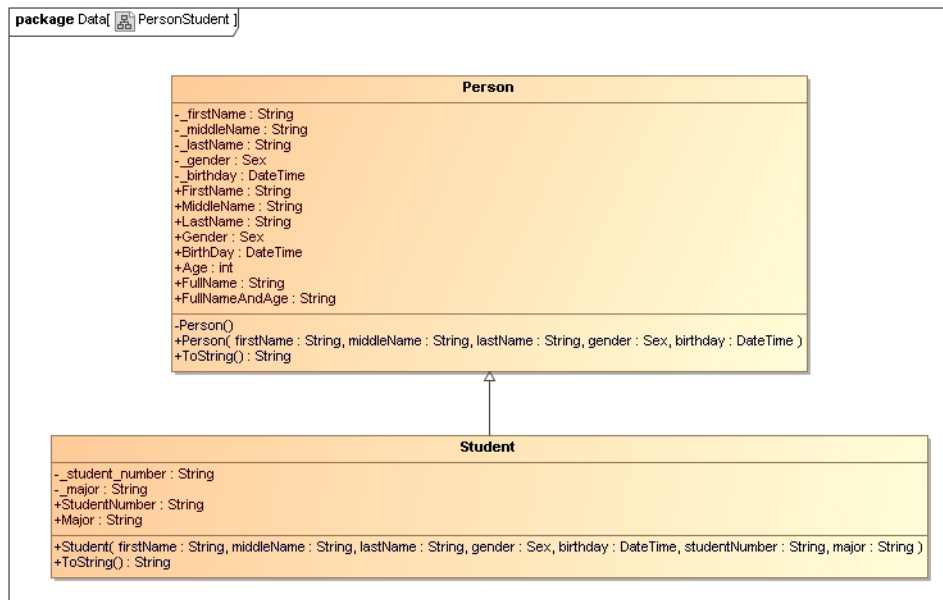 package Data[ PersonStudent ]
Person
-_firstName : String
-_middleName : String
-_lastName : String
-_gender : Sex
-_birthday : DateTime
+FirstName : String
+MiddleName : String
+LastName : String
+Gender : Sex
+BirthDay : DateTime
+Age : int
+FullName : String
+FullNameAndAge : String
-Person()
+Person( firstName : String, middleName : String, lastName : String, gender : Sex, birthday : DateTime )
+ToString() : String
Student
-_student_number : String
-_major : String
+StudentNumber : String
+Major : String
+Student( firstName : String, middleName : String, lastName : String, gender : Sex, birthday : DateTime, studentNumber : String, major : String )
+ToString() : String